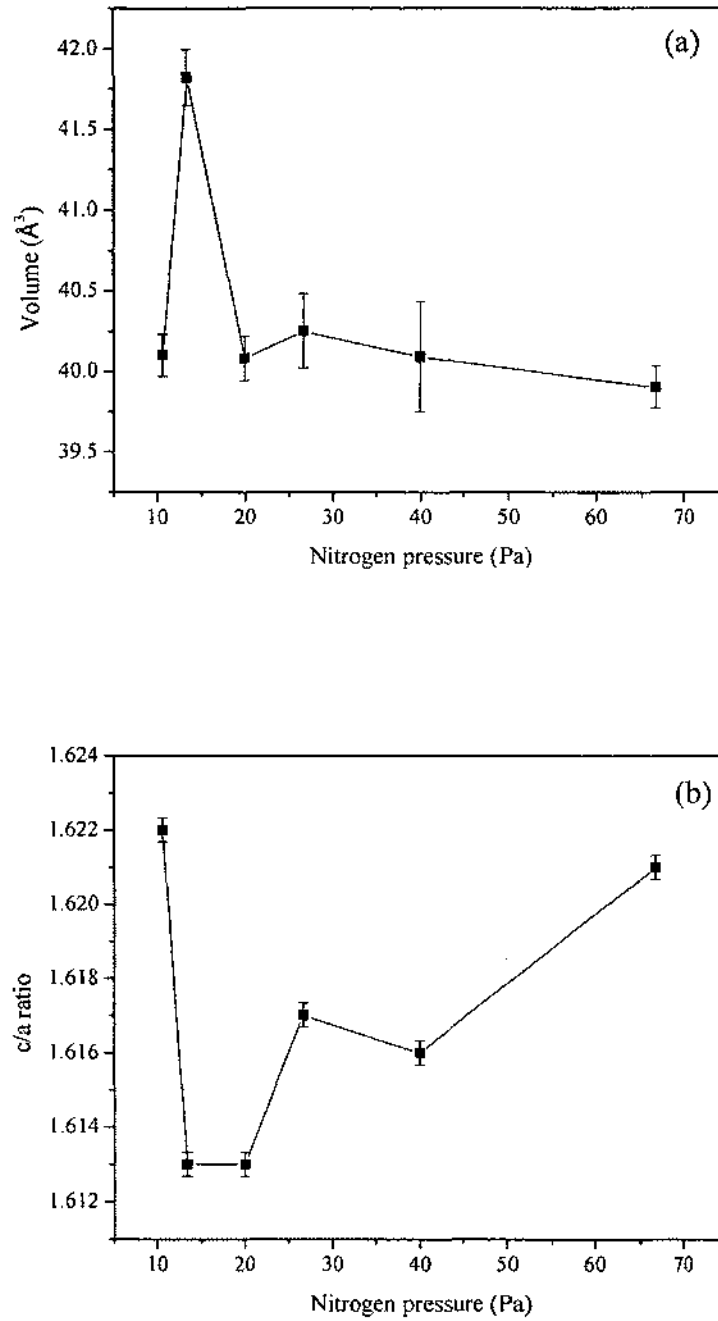 (a)
42.0
41.5
41.0
40.5
40.0
39.5
Volume (Å³)
10 20 30 40 50 60 70
Nitrogen pressure (Pa)
(b)
1.624
1.622
1.620
1.618
1.616
1.614
1.612
c/a ratio
10 20 30 40 50 60 70
Nitrogen pressure (Pa)